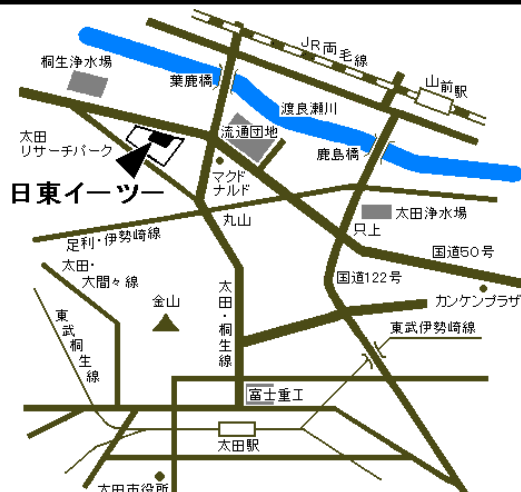 JR両毛線
桐生浄水場
葉鹿橋
山前駅
渡良瀬川
太田
リサーチパーク
流通団地
鹿島橋
マクド
ナルド
日東イーツー
丸山
太田浄水場
只上
足利・伊勢崎線
国道50号
太田・
大間々線
国道122号
カンケンプラザ
金山
太田・桐生線
東武桐生線
東武伊勢崎線
富士重工
太田駅
太田市役所